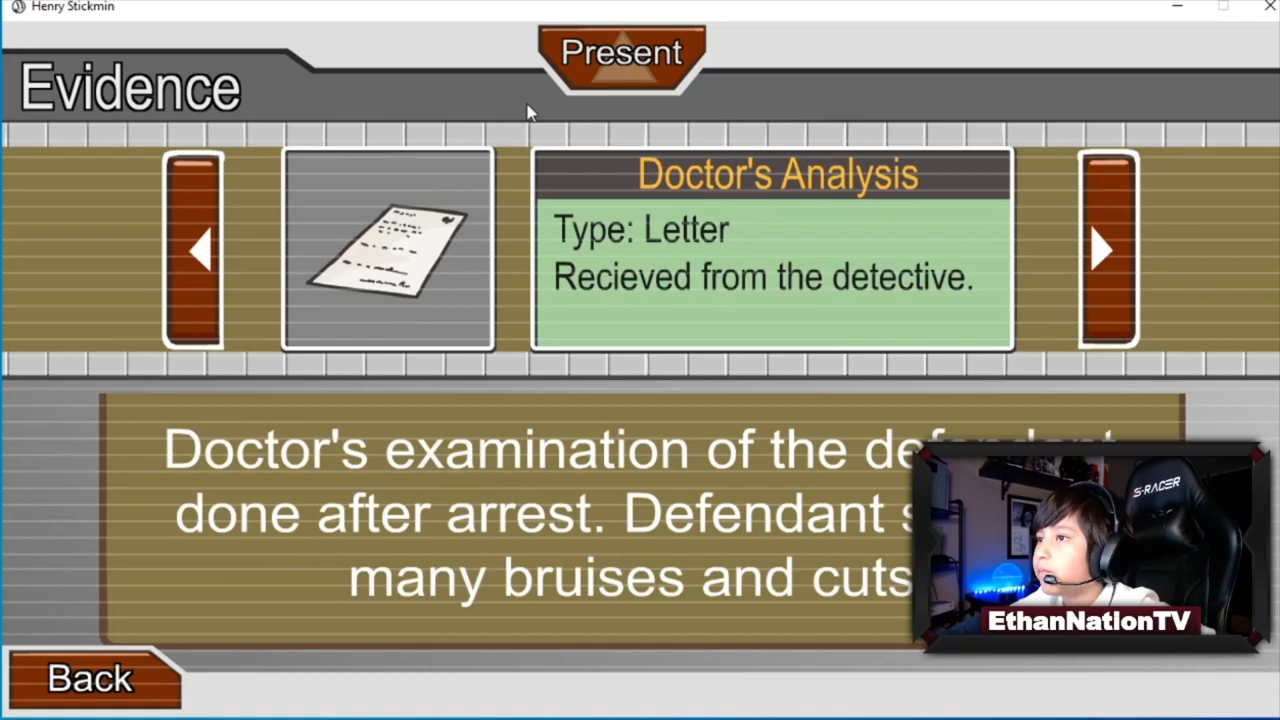 Henry Stickmin
Present
Evidence
Doctor's Analysis
Type: Letter
Recieved from the detective.
Doctor's examination of the
done after arrest. Defendant
many bruises and cuts
S-RACER
EthanNationTV
Back